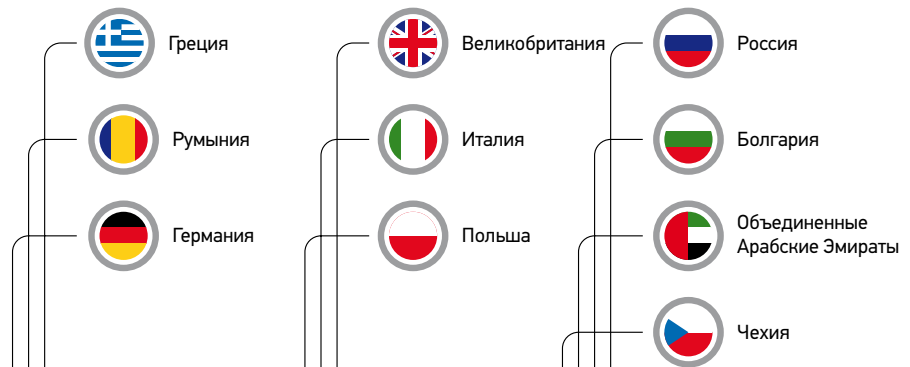 Греция
Румыния
Германия
Великобритания
Италия
Польша
Россия
Болгария
Объединенные
Арабские Эмираты
Чехия